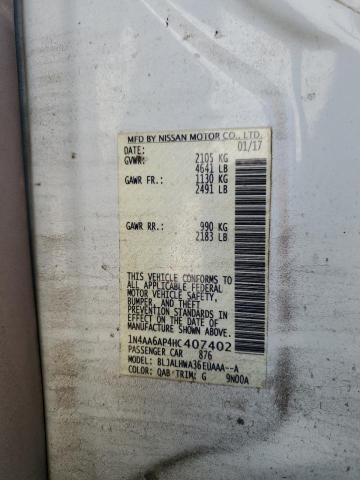 MFD BY NISSAN MOTOR CO., LTD.
DATE: 01/17
GVWR: 2105 KG
4641 LB
GAWR FR.: 1130 KG
2491 LB
GAWR RR.: 990 KG
2183 LB
THIS VEHICLE CONFORMS TO
ALL APPLICABLE FEDERAL
MOTOR VEHICLE SAFETY,
BUMPER, AND THEFT
PREVENTION STANDARDS IN
EFFECT ON THE DATE OF
MANUFACTURE SHOWN ABOVE.
1N4AA6AP4HC407402
PASSENGER CAR 876
MODEL: BLJALHWA36EUAAA--A
COLOR: QAB TRIM: G 9N00A